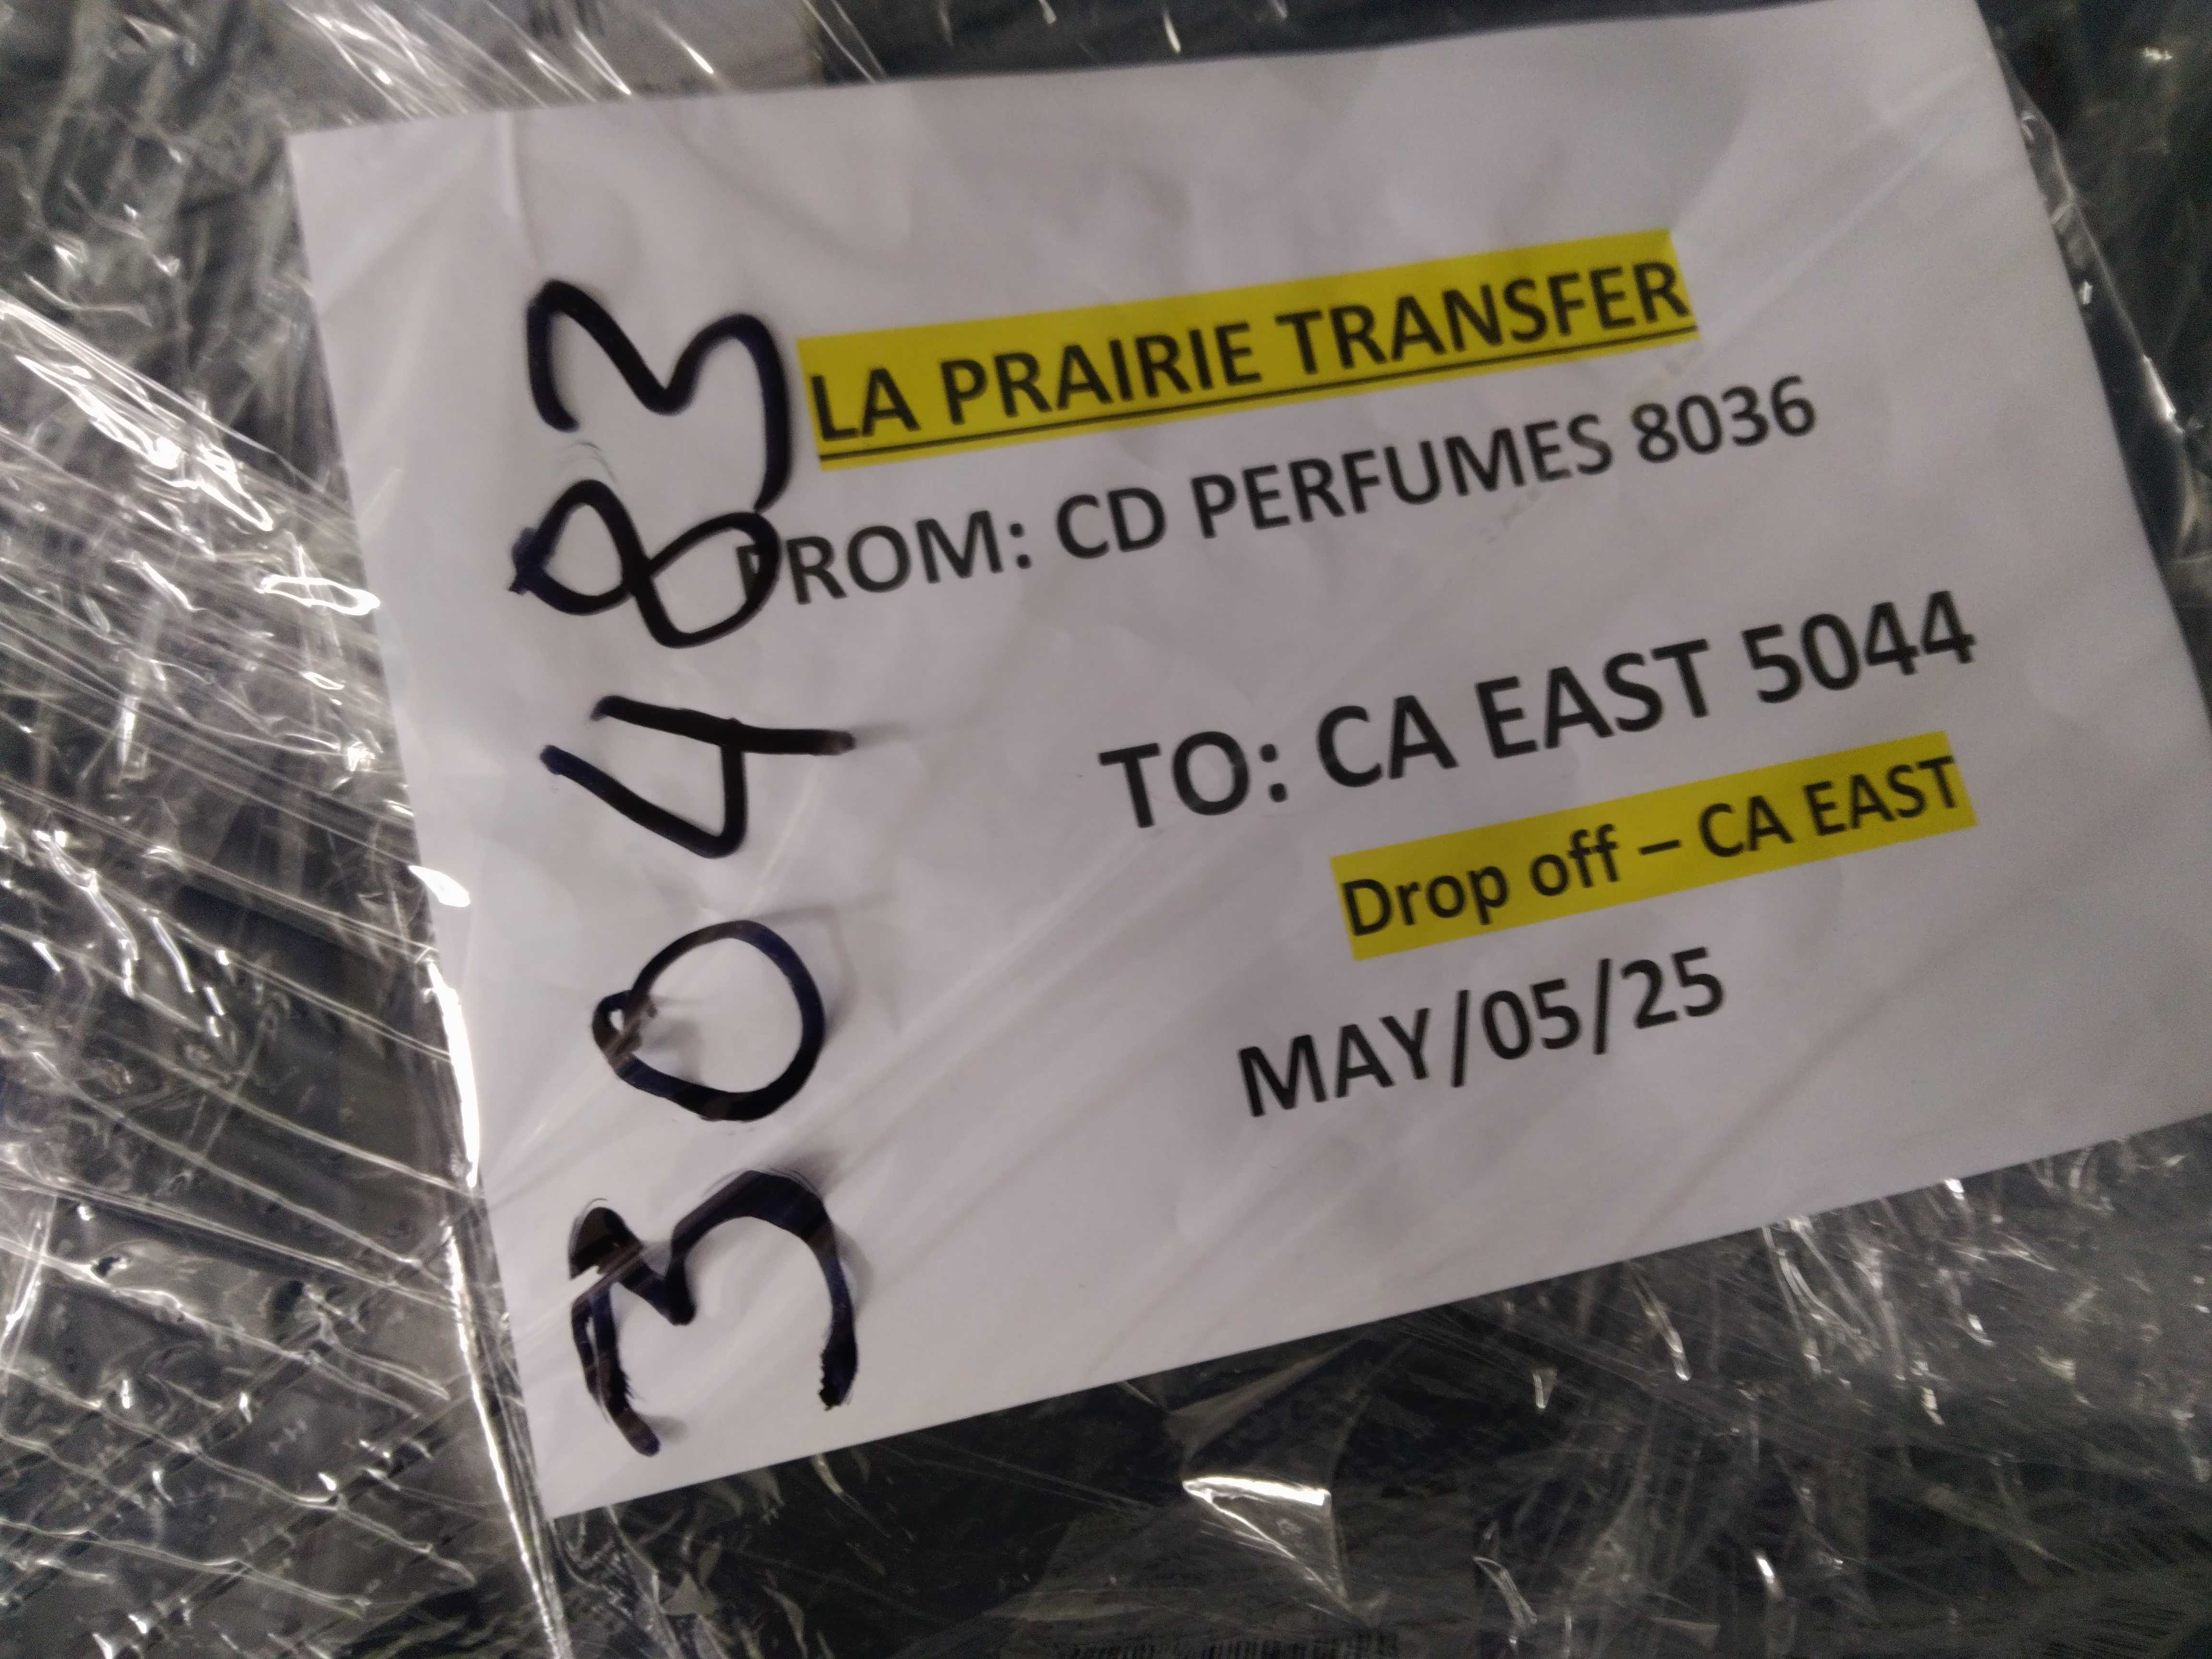 30483
LA PRAIRIE TRANSFER
FROM: CD PERFUMES 8036
TO: CA EAST 5044
Drop off – CA EAST
MAY/05/25